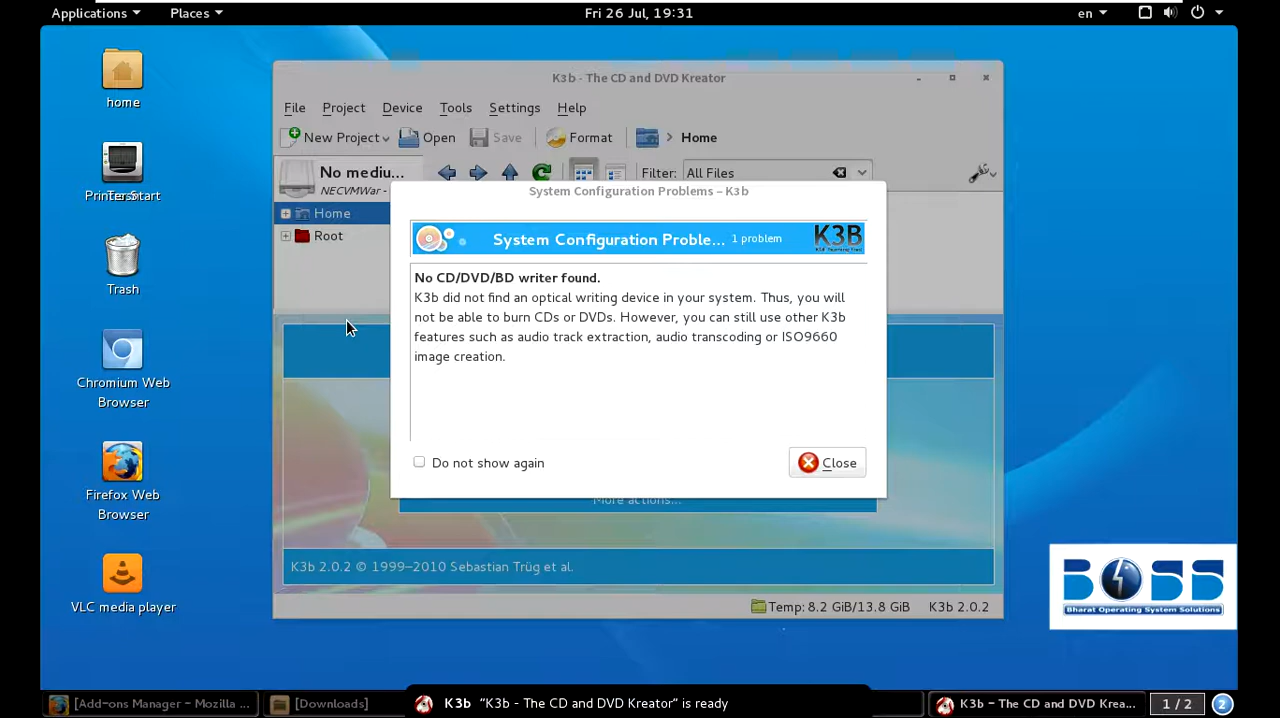 Applications
Places
Fri 26 Jul, 19:31
en
home
Trash
Chromium Web
Browser
Firefox Web
Browser
VLC media player
K3b - The CD and DVD Kreator
File
Project
Device
Tools
Settings
Help
New Project
Open
Save
Format
Home
No mediu...
NECVMWar -
Filter:
All Files
Home
Root
System Configuration Problems – K3b
System Configuration Proble...
1 problem
K3B
No CD/DVD/BD writer found.
K3b did not find an optical writing device in your system. Thus, you will
not be able to burn CDs or DVDs. However, you can still use other K3b
features such as audio track extraction, audio transcoding or ISO9660
image creation.
Do not show again
Close
More actions...
K3b 2.0.2 © 1999–2010 Sebastian Trüg et al.
Temp: 8.2 GiB/13.8 GiB
K3b 2.0.2
BOSS
Bharat Operating System Solutions
[Add-ons Manager – Mozilla ...
[Downloads]
K3b
“K3b - The CD and DVD Kreator” is ready
K3b – The CD and DVD Krea...
1 / 2
2